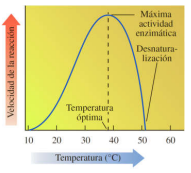 Máxima
actividad
enzimática
Desnatura-
lización
Velocidad de la reacción
Temperatura
óptima
10 20 30 40 50 60
Temperatura (°C)